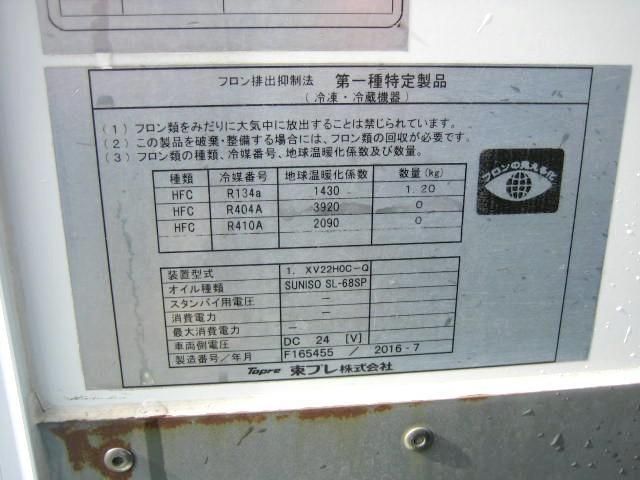 フロン排出抑制法 第一種特定製品
(冷凍・冷蔵機器)
(1) フロン類をみだりに大気中に放出することは禁じられています。
(2) この製品を破棄・整備する場合には、フロン類の回収が必要です。
(3) フロン類の種類、冷媒番号、地球温暖化係数及び数量。
種類 冷媒番号 地球温暖化係数 数量(kg)
HFC R134a 1430 1.20
HFC R404A 3920 0
HFC R410A 2090 0
フロンの見える化
装置型式 1. XV22HOC-Q
オイル種類 SUNISO SL-68SP
スタンバイ用電圧 −
消費電力 −
最大消費電力 −
車両側電圧 DC 24 [V]
製造番号／年月 F165455 / 2016-7
Topre 東プレ株式会社